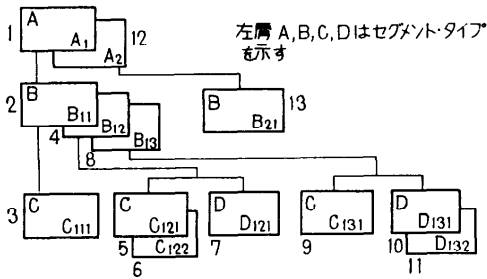 左肩A,B,C,Dはセグメント・タイプ
を示す
1 A A1 A2 12
2 B B11 B12 B13 4 8
B B21 13
3 C C111
C C121 C122 5 6
D D121 7
9 C C131
10 D D131 D132 11